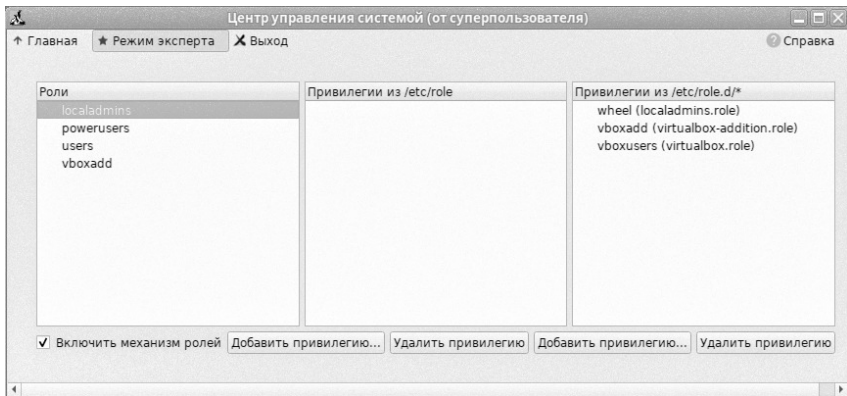 Центр управления системой (от суперпользователя)
Главная Режим эксперта Выход Справка
Роли Привилегии из /etc/role Привилегии из /etc/role.d/*
localadmins wheel (localadmins.role)
powerusers vboxadd (virtualbox-addition.role)
users vboxusers (virtualbox.role)
vboxadd
Включить механизм ролей Добавить привилегию... Удалить привилегию Добавить привилегию... Удалить привилегию